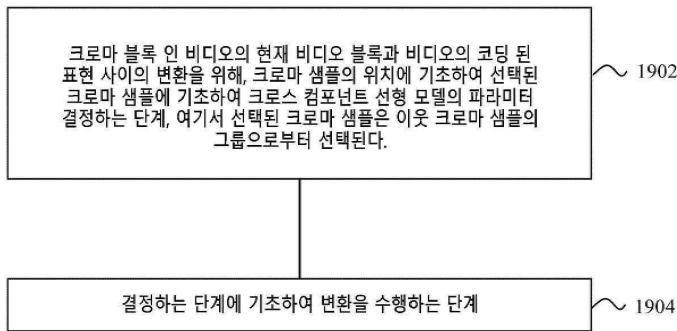 크로마 블록 인 비디오의 현재 비디오 블록과 비디오의 코딩 된
표현 사이의 변환을 위해, 크로마 샘플의 위치에 기초하여 선택된
크로마 샘플에 기초하여 크로스 컴포넌트 선형 모델의 파라미터
결정하는 단계, 여기서 선택된 크로마 샘플은 이웃 크로마 샘플의
그룹으로부터 선택된다.
1902
결정하는 단계에 기초하여 변환을 수행하는 단계
1904